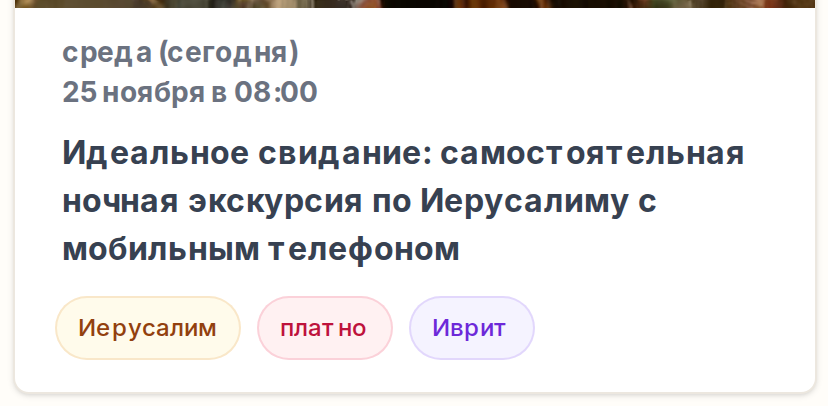 среда (сегодня)
25 ноября в 08:00
Идеальное свидание: самостоятельная
ночная экскурсия по Иерусалиму с
мобильным телефоном
Иерусалим платно Иврит